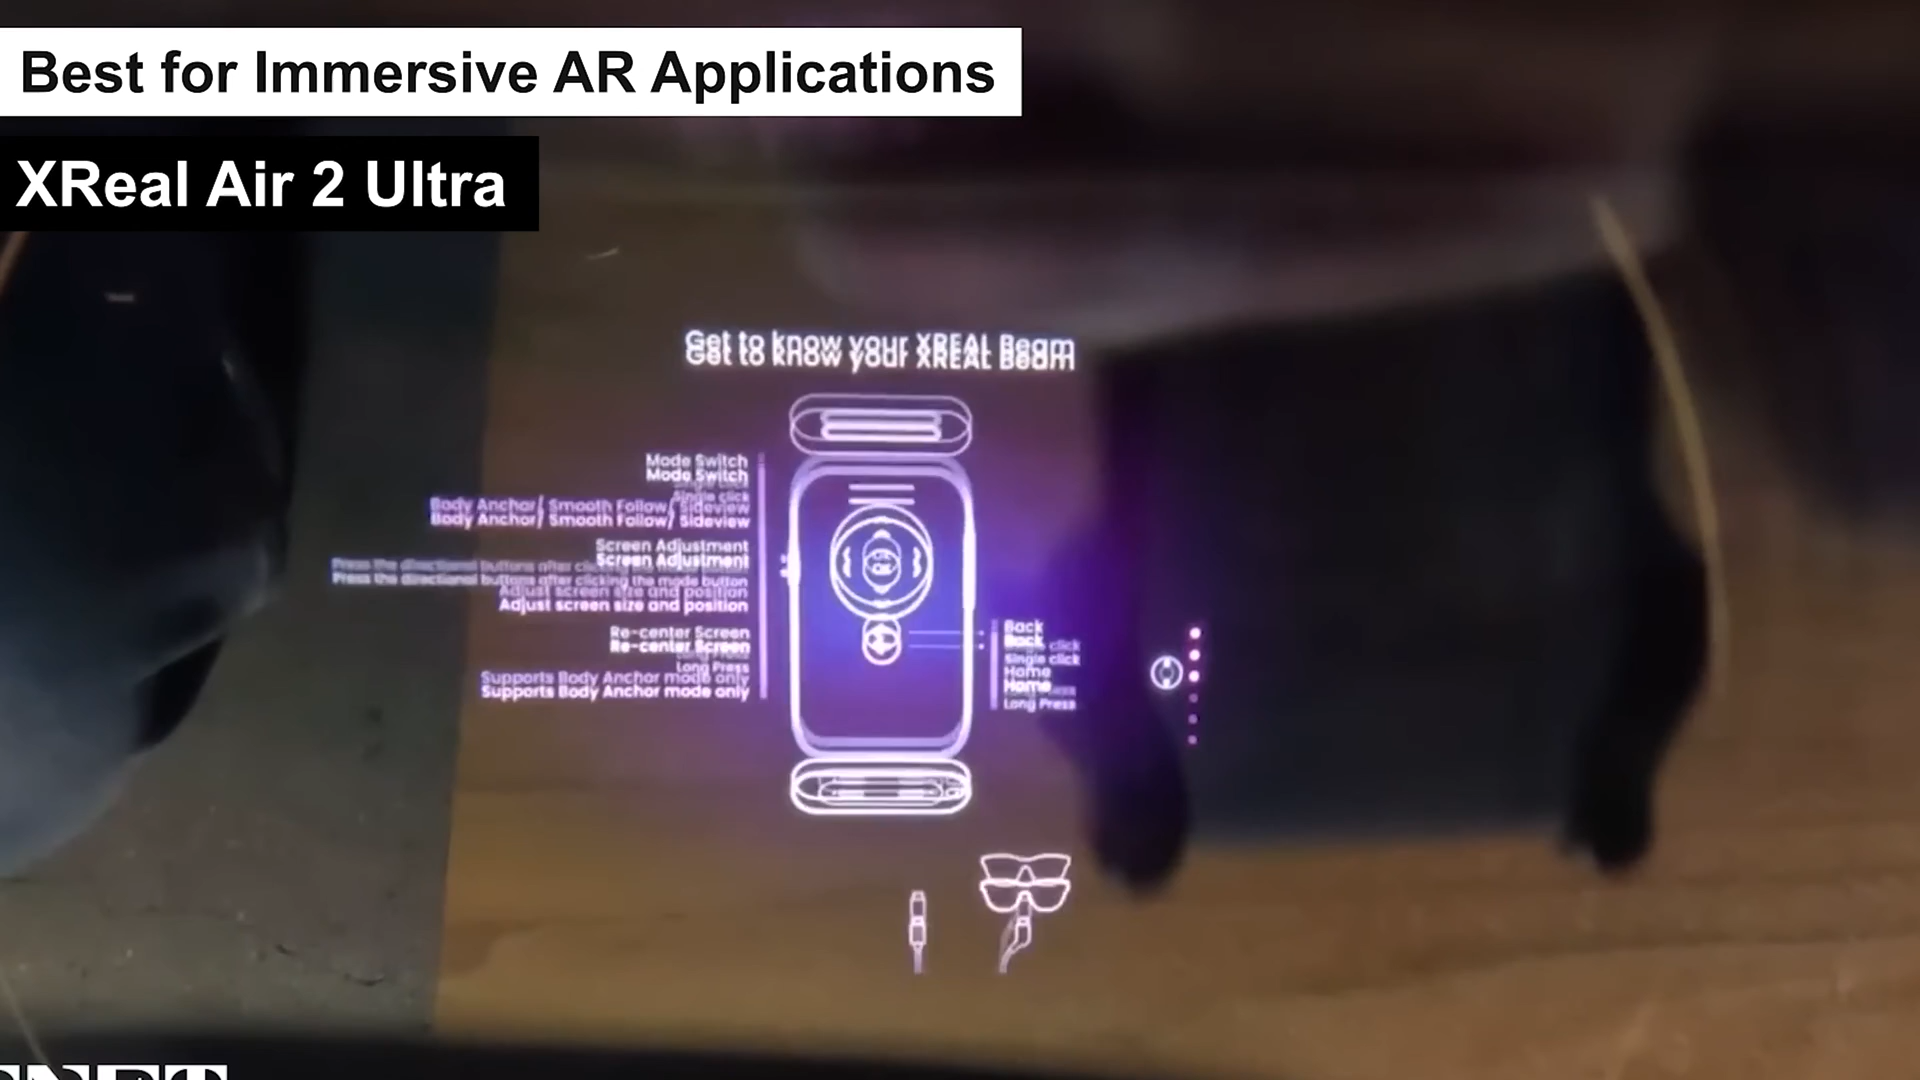 Best for Immersive AR Applications
XReal Air 2 Ultra
Get to know your XREAL Beam
Mode Switch
Single click
Body Anchor/ Smooth Follow/ Sideview
Screen Adjustment
Press the directional buttons after clicking the mode button
Adjust screen size and position
Re-center Screen
Long Press
Supports Body Anchor mode only
OK
Back
Single click
Home
Long Press